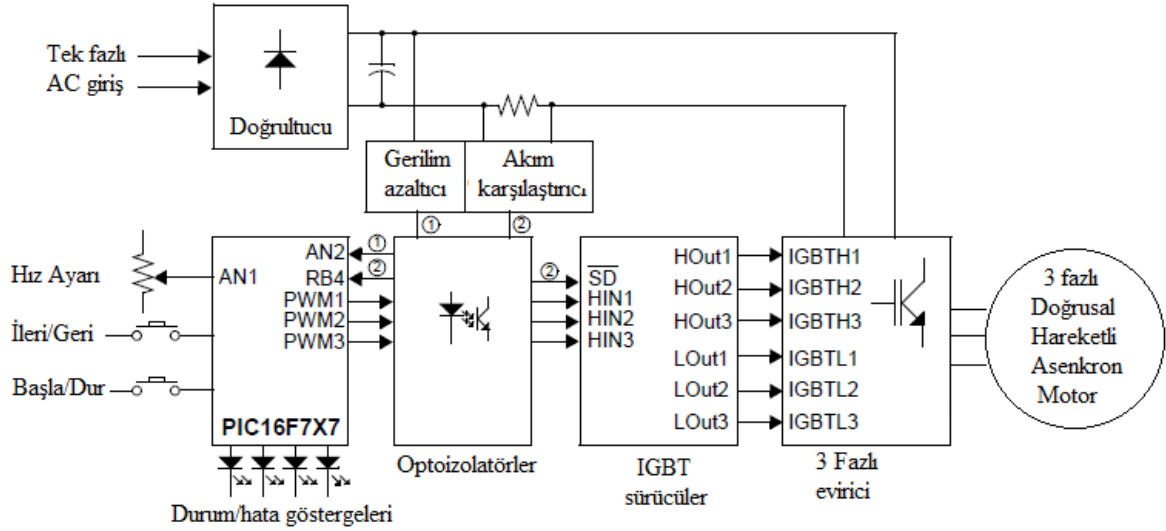 Tek fazlı
AC giriş
Doğrultucu
Gerilim
azaltıcı
Akım
karşılaştırıcı
①
②
Hız Ayarı
İleri/Geri
Başla/Dur
AN1
AN2
RB4
PWM1
PWM2
PWM3
PIC16F7X7
①
②
Durum/hata göstergeleri
Optoizolatörler
②
SD
HIN1
HIN2
HIN3
HOut1
HOut2
HOut3
LOut1
LOut2
LOut3
IGBT
sürücüler
IGBTH1
IGBTH2
IGBTH3
IGBTL1
IGBTL2
IGBTL3
3 Fazlı
evirici
3 fazlı
Doğrusal
Hareketli
Asenkron
Motor